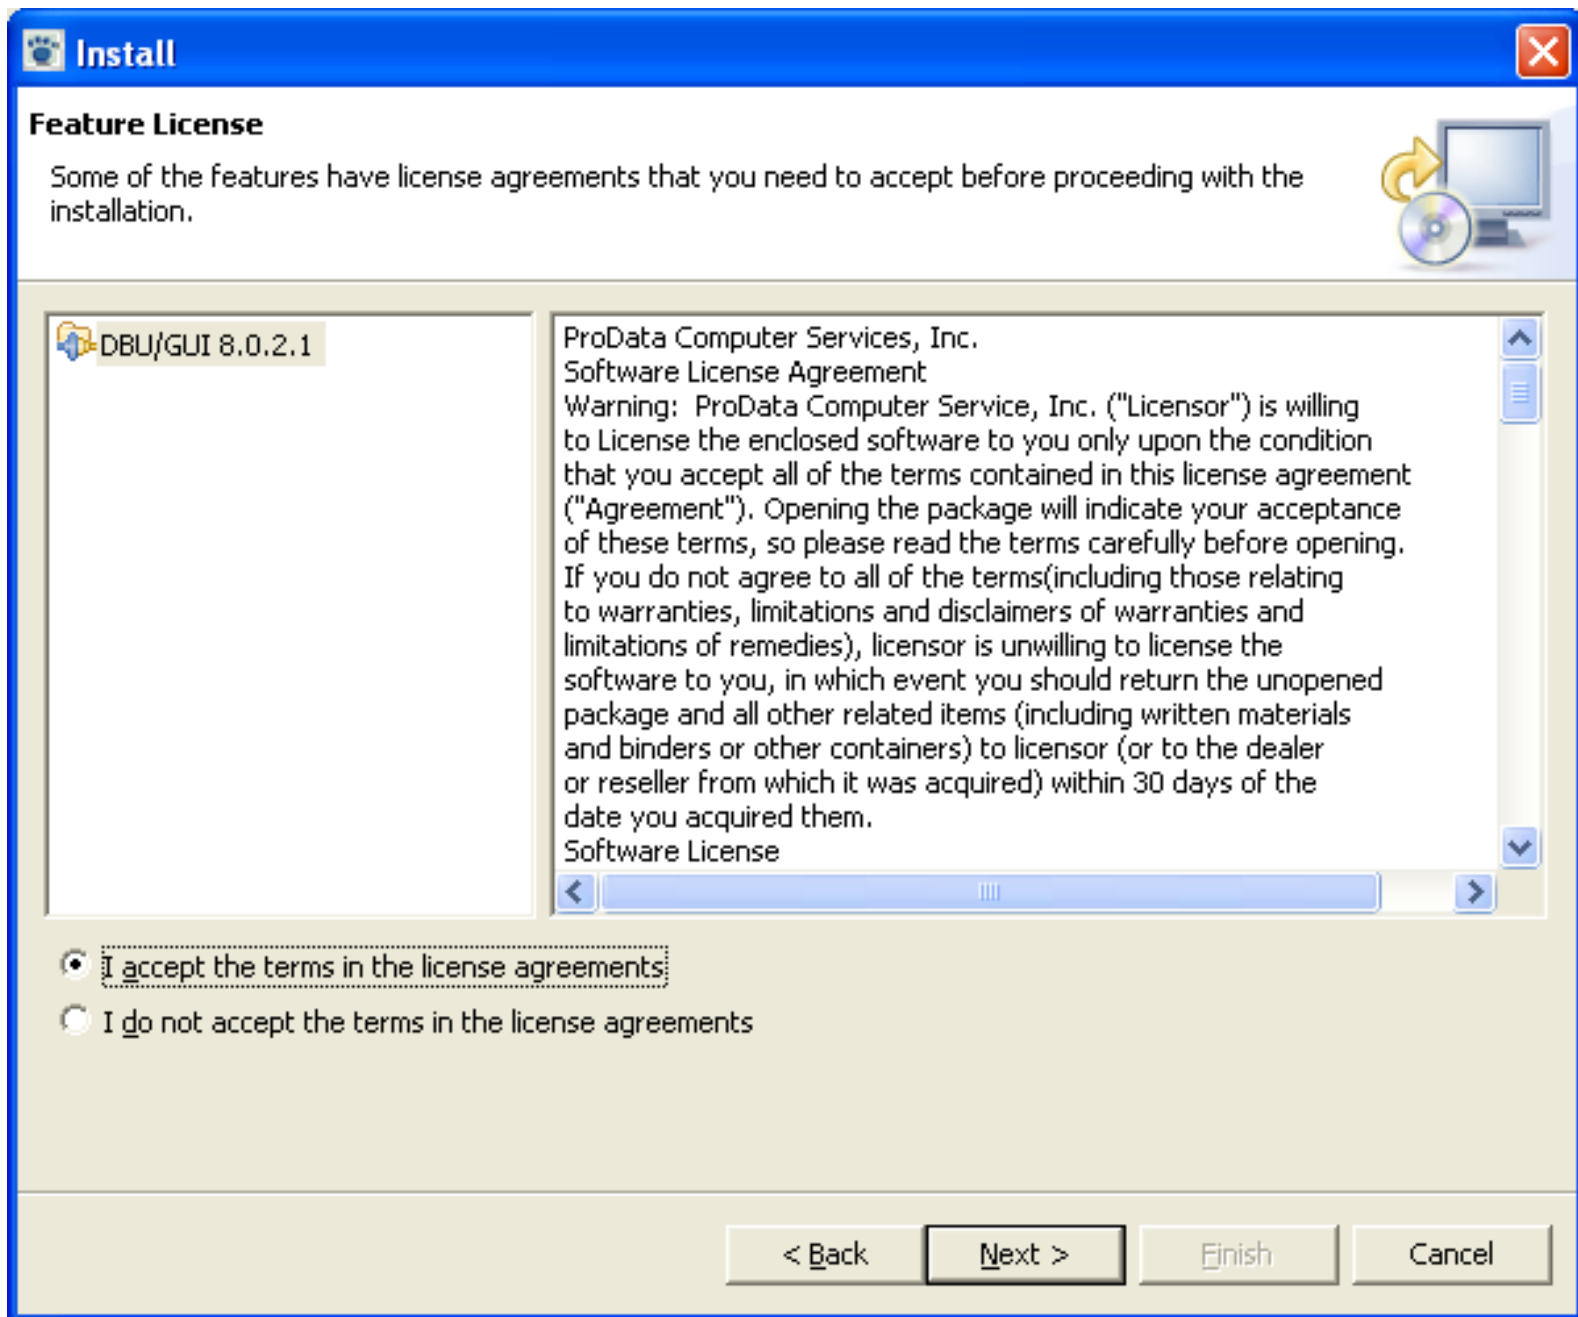 Install
Feature License
Some of the features have license agreements that you need to accept before proceeding with the
installation.
DBU/GUI 8.0.2.1
ProData Computer Services, Inc.
Software License Agreement
Warning:  ProData Computer Service, Inc. ("Licensor") is willing
to License the enclosed software to you only upon the condition
that you accept all of the terms contained in this license agreement
("Agreement"). Opening the package will indicate your acceptance
of these terms, so please read the terms carefully before opening.
If you do not agree to all of the terms(including those relating
to warranties, limitations and disclaimers of warranties and
limitations of remedies), licensor is unwilling to license the
software to you, in which event you should return the unopened
package and all other related items (including written materials
and binders or other containers) to licensor (or to the dealer
or reseller from which it was acquired) within 30 days of the
date you acquired them.
Software License
I accept the terms in the license agreements
I do not accept the terms in the license agreements
< Back
Next >
Finish
Cancel